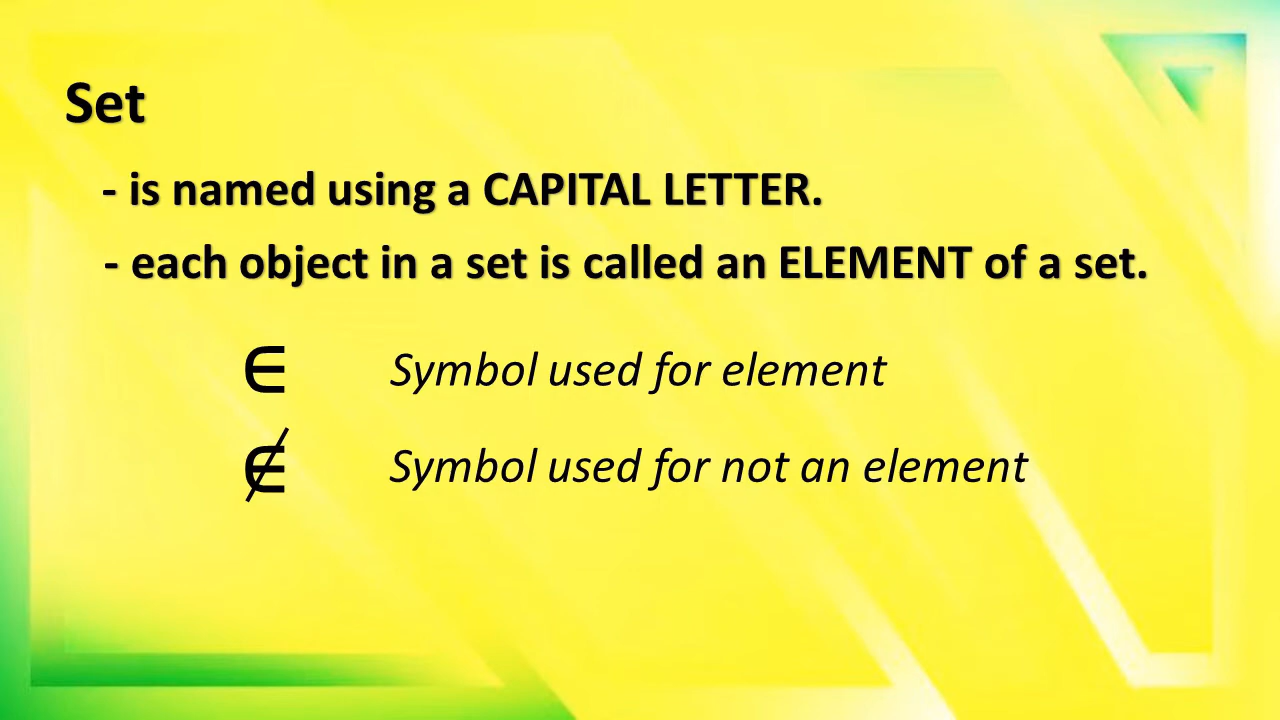 Set
- is named using a CAPITAL LETTER.
- each object in a set is called an ELEMENT of a set.
∈ Symbol used for element
∉ Symbol used for not an element